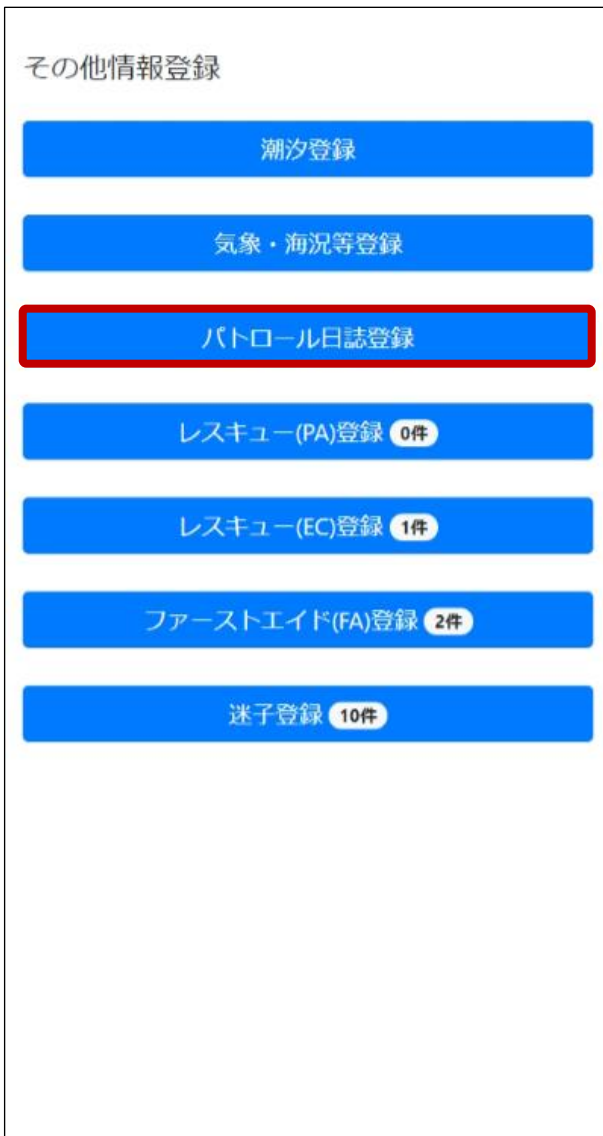 その他情報登録
潮汐登録
気象・海況等登録
パトロール日誌登録
レスキュー(PA)登録 0件
レスキュー(EC)登録 1件
ファーストエイド(FA)登録 2件
迷子登録 10件